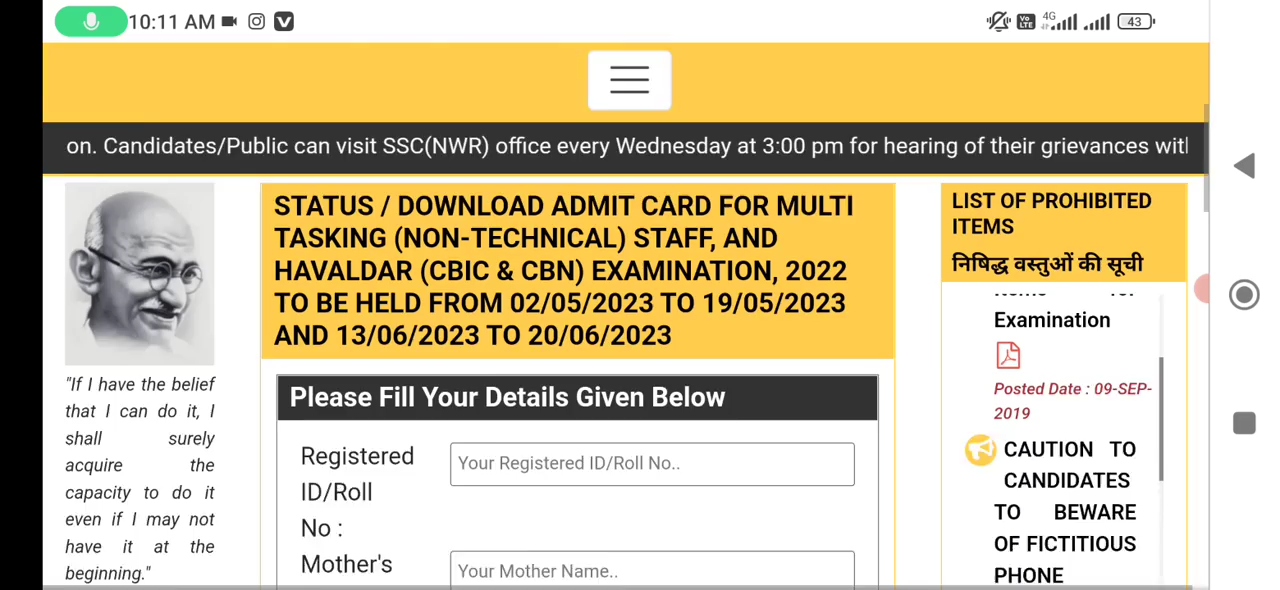 10:11 AM
Vo LTE 4G 43
on. Candidates/Public can visit SSC(NWR) office every Wednesday at 3:00 pm for hearing of their grievances with
"If I have the belief
that I can do it, I
shall surely
acquire the
capacity to do it
even if I may not
have it at the
beginning."
STATUS / DOWNLOAD ADMIT CARD FOR MULTI
TASKING (NON-TECHNICAL) STAFF, AND
HAVALDAR (CBIC & CBN) EXAMINATION, 2022
TO BE HELD FROM 02/05/2023 TO 19/05/2023
AND 13/06/2023 TO 20/06/2023
Please Fill Your Details Given Below
Registered
ID/Roll
No :
Your Registered ID/Roll No..
Mother's
Your Mother Name..
LIST OF PROHIBITED
ITEMS
निषिद्ध वस्तुओं की सूची
Items for
Examination
Posted Date : 09-SEP-
2019
CAUTION TO
CANDIDATES
TO BEWARE
OF FICTITIOUS
PHONE